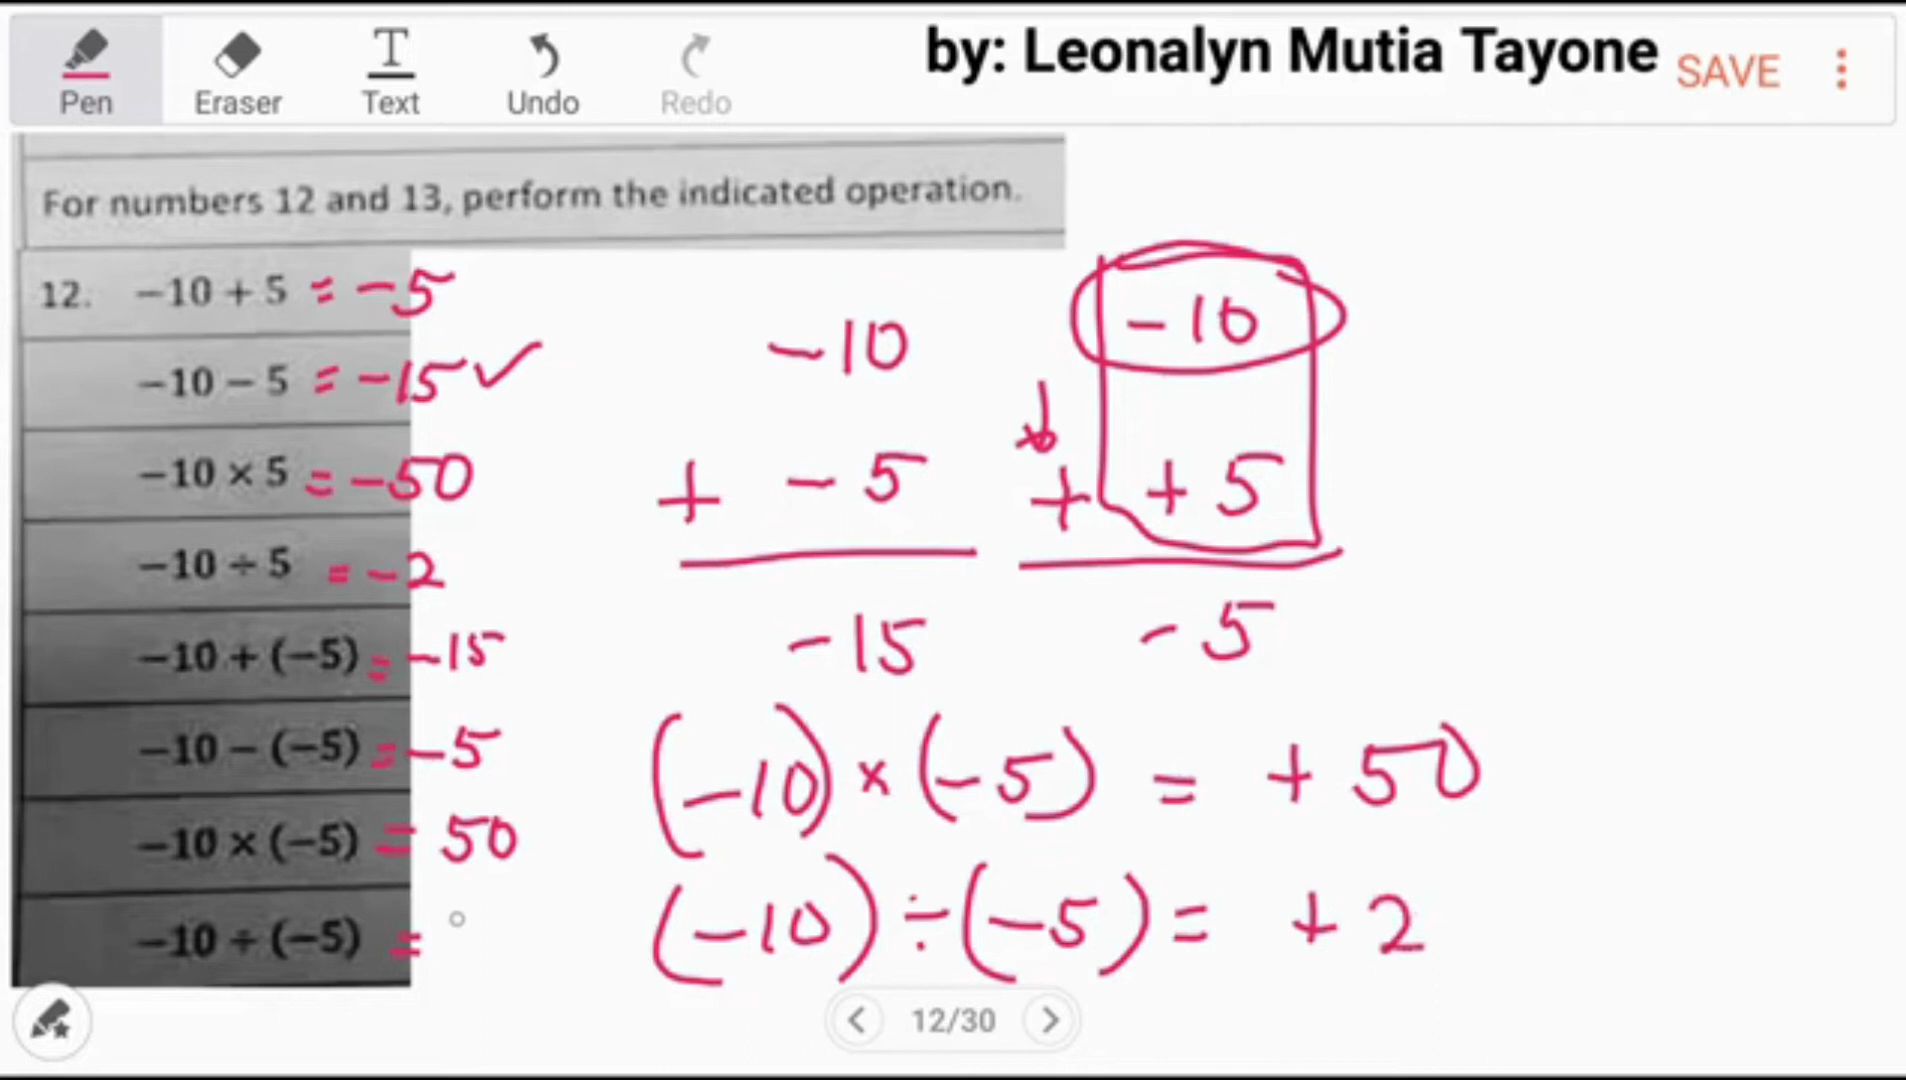 by: Leonalyn Mutia Tayone
Pen Eraser Text Undo Redo SAVE
For numbers 12 and 13, perform the indicated operation.
12. −10 + 5 = −5
−10 − 5 = −15 ✓
−10 × 5 = −50
−10 ÷ 5 = −2
−10 + (−5) = −15
−10 − (−5) = −5
−10 × (−5) = 50
−10 ÷ (−5) =
−10
+ −5
−15
−10
+ +5
−5
(−10) × (−5) = +50
(−10) ÷ (−5) = +2
12/30